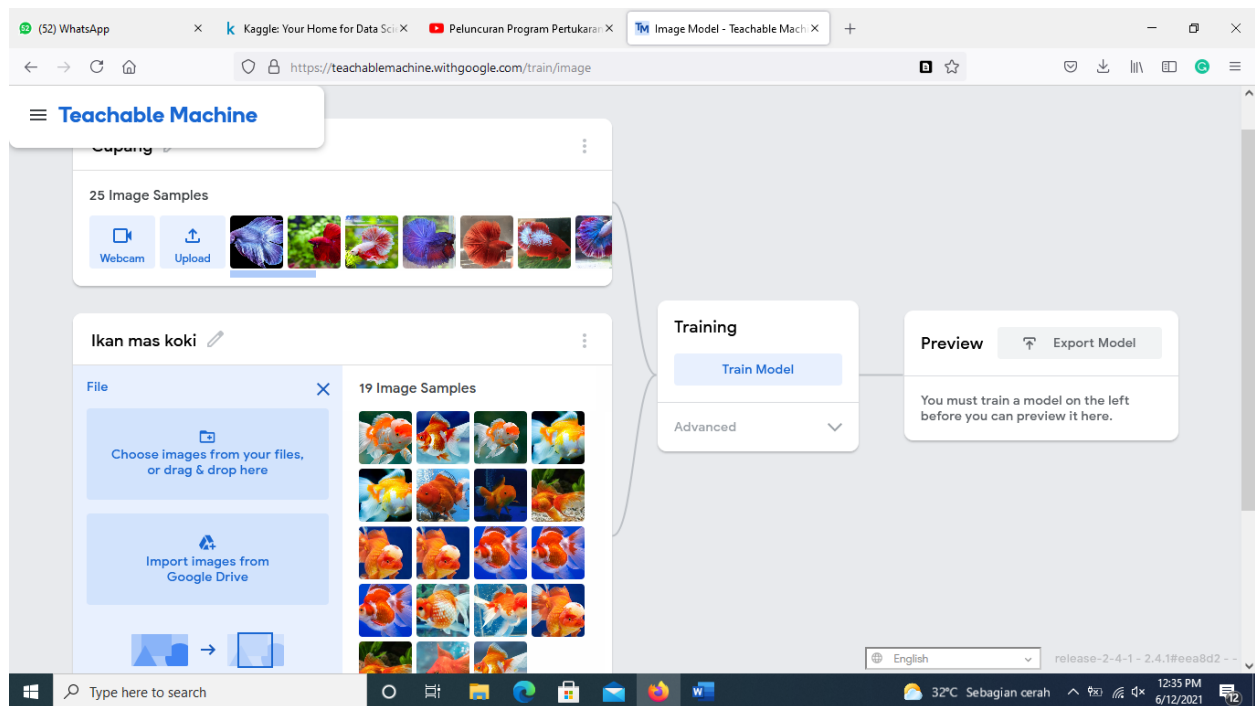 (52) WhatsApp
Kaggle: Your Home for Data Scie
Peluncuran Program Pertukaran
Image Model - Teachable Mach
https://teachablemachine.withgoogle.com/train/image
Teachable Machine
Cupang
25 Image Samples
Webcam
Upload
Ikan mas koki
File
Choose images from your files,
or drag & drop here
Import images from
Google Drive
19 Image Samples
Training
Train Model
Advanced
Preview
Export Model
You must train a model on the left
before you can preview it here.
English
release-2-4-1 - 2.4.1#eea8d2 - -
Type here to search
32°C Sebagian cerah
12:35 PM
6/12/2021
12